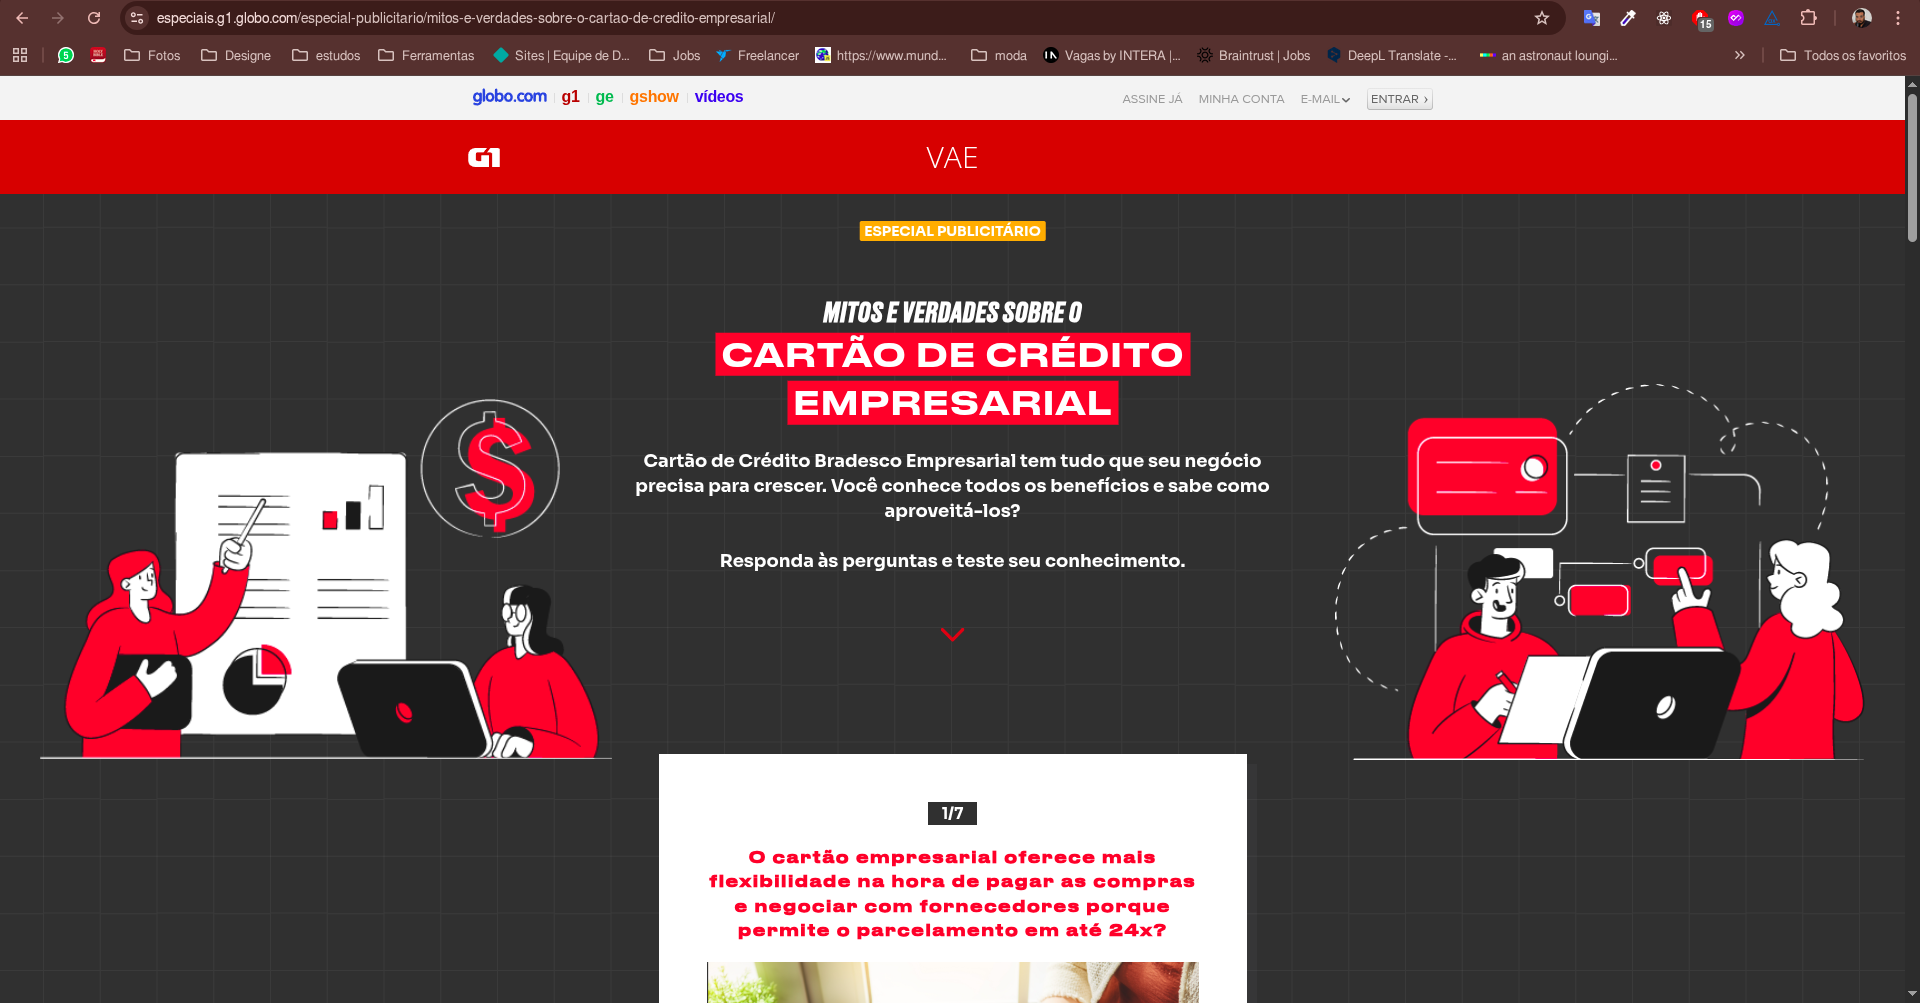 especiais.g1.globo.com/especial-publicitario/mitos-e-verdades-sobre-o-cartao-de-credito-empresarial/
15
5
Fotos
Designe
estudos
Ferramentas
Sites | Equipe de D...
Jobs
Freelancer
https://www.mund...
moda
Vagas by INTERA |...
Braintrust | Jobs
DeepL Translate -...
an astronaut loungi...
»
Todos os favoritos
globo.com
g1
ge
gshow
vídeos
ASSINE JÁ
MINHA CONTA
E-MAIL
ENTRAR ›
G1
VAE
ESPECIAL PUBLICITÁRIO
MITOS E VERDADES SOBRE O
CARTÃO DE CRÉDITO
EMPRESARIAL
Cartão de Crédito Bradesco Empresarial tem tudo que seu negócio
precisa para crescer. Você conhece todos os benefícios e sabe como
aproveitá-los?
Responda às perguntas e teste seu conhecimento.
$
1/7
O cartão empresarial oferece mais
flexibilidade na hora de pagar as compras
e negociar com fornecedores porque
permite o parcelamento em até 24x?